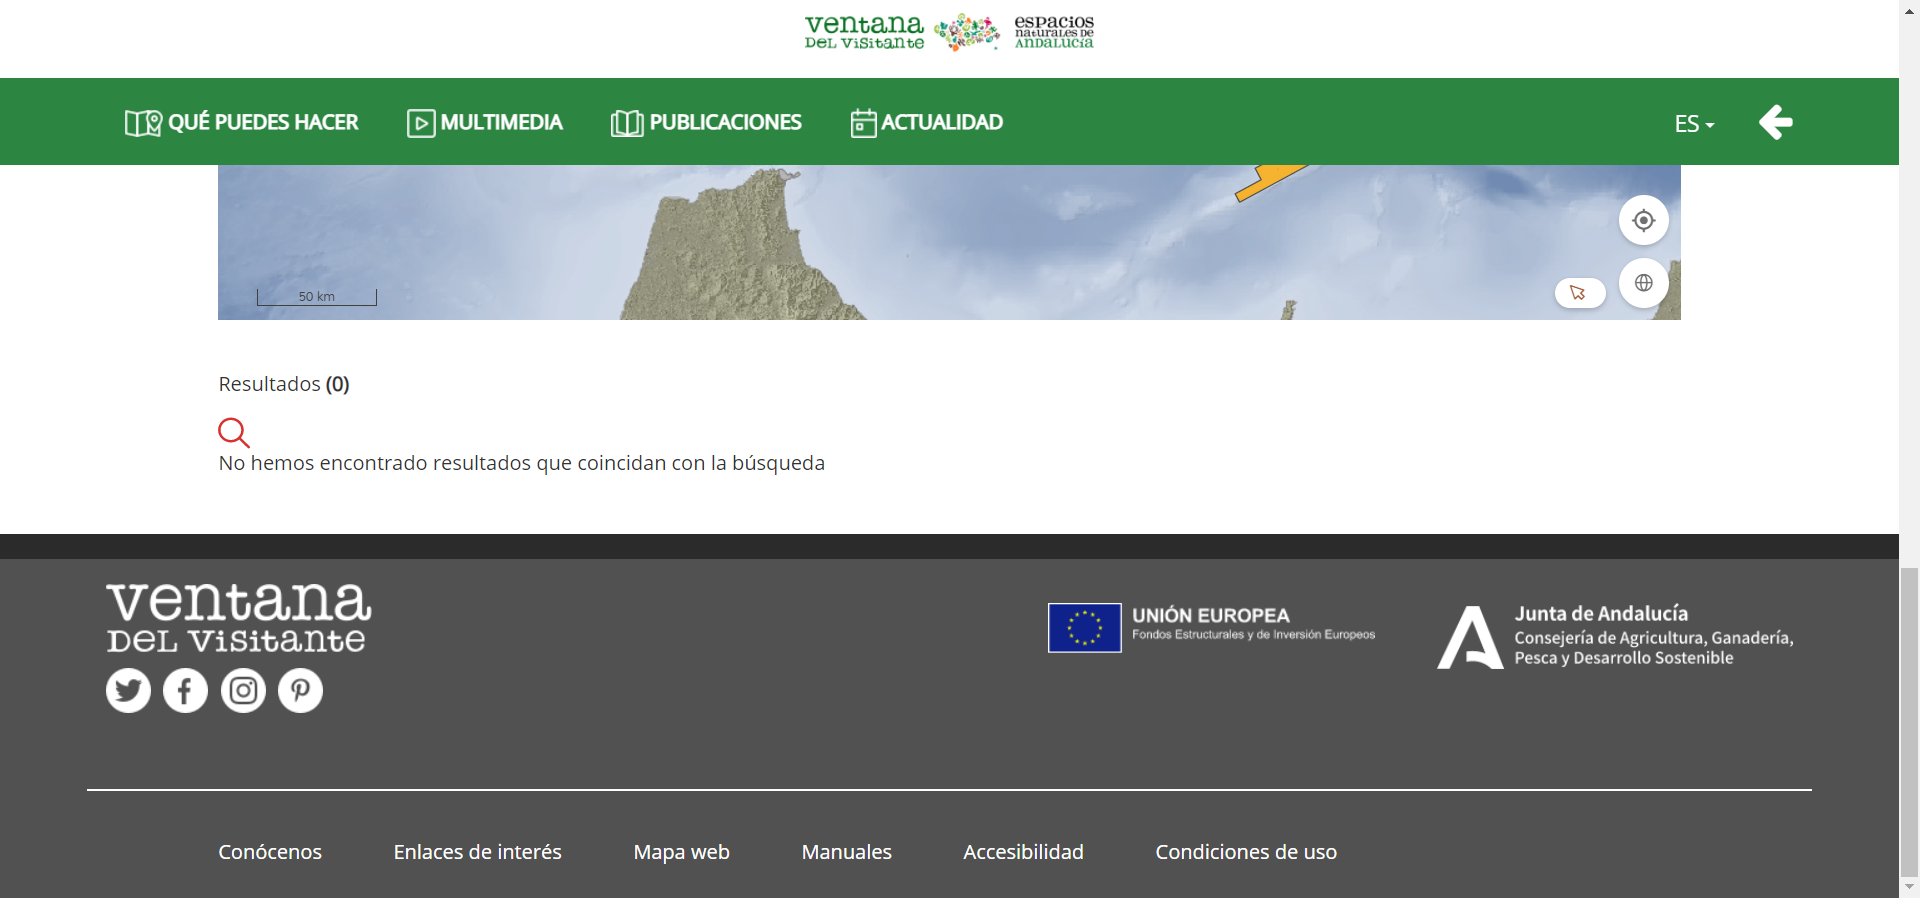 ventana
DEL VISITANTE
espacios
naturales de
ANDALUCÍA
QUÉ PUEDES HACER
MULTIMEDIA
PUBLICACIONES
ACTUALIDAD
ES
50 km
Resultados (0)
No hemos encontrado resultados que coincidan con la búsqueda
ventana
DEL VISITANTE
UNIÓN EUROPEA
Fondos Estructurales y de Inversión Europeos
Junta de Andalucía
Consejería de Agricultura, Ganadería,
Pesca y Desarrollo Sostenible
Conócenos
Enlaces de interés
Mapa web
Manuales
Accesibilidad
Condiciones de uso